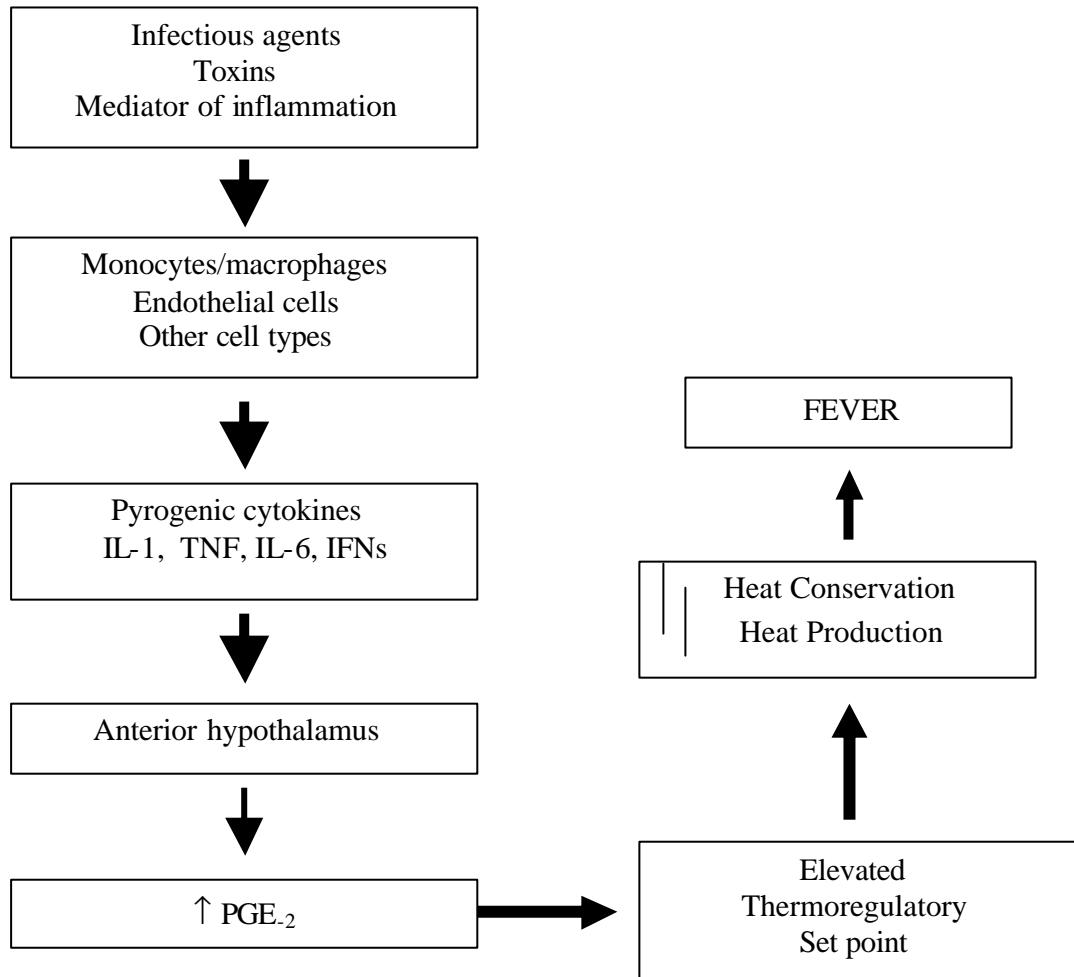 Infectious agents
Toxins
Mediator of inflammation
Monocytes/macrophages
Endothelial cells
Other cell types
Pyrogenic cytokines
IL-1, TNF, IL-6, IFNs
Anterior hypothalamus
↑ PGE-2
Elevated
Thermoregulatory
Set point
Heat Conservation
Heat Production
FEVER